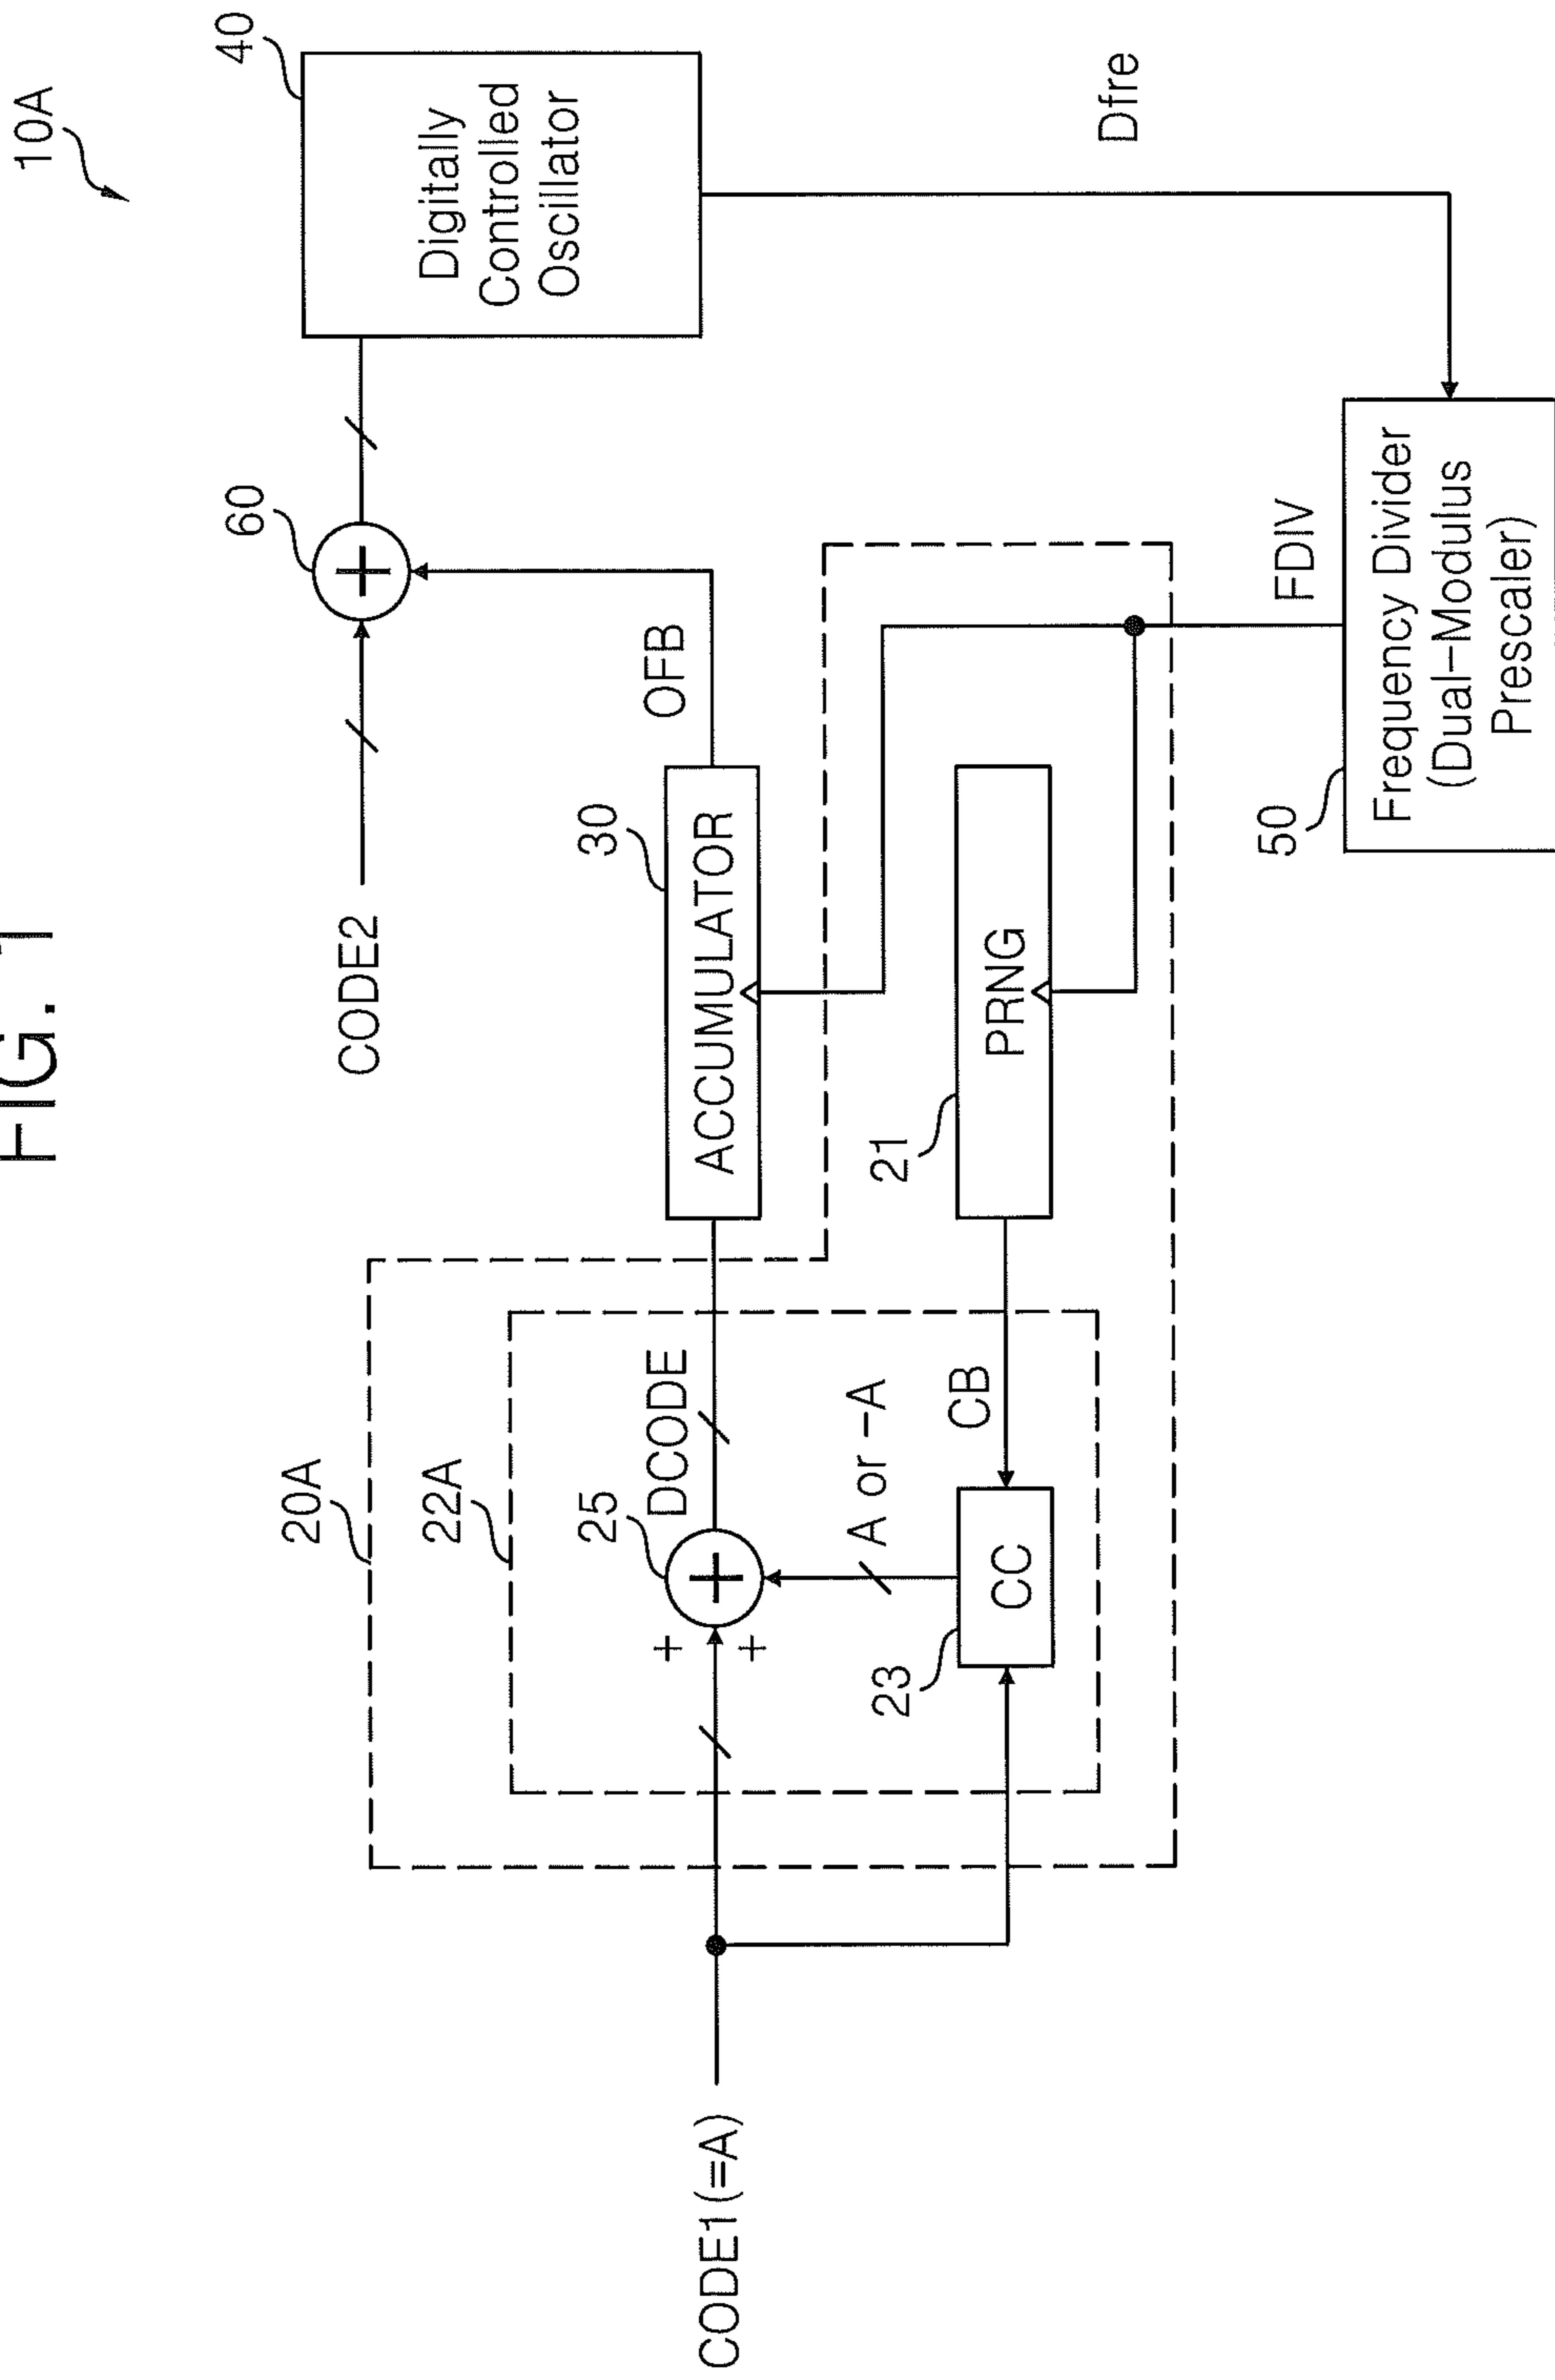 FIG. 1
10A
40
Digitally
Controlled
Oscillator
60
CODE2
OFB
Dfre
30
ACCUMULATOR
20A
22A
25
DCODE
+
+
A or -A
CODE1(=A)
23
CC
CB
21
PRNG
FDIV
50
Frequency Divider
(Dual-Modulus
Prescaler)